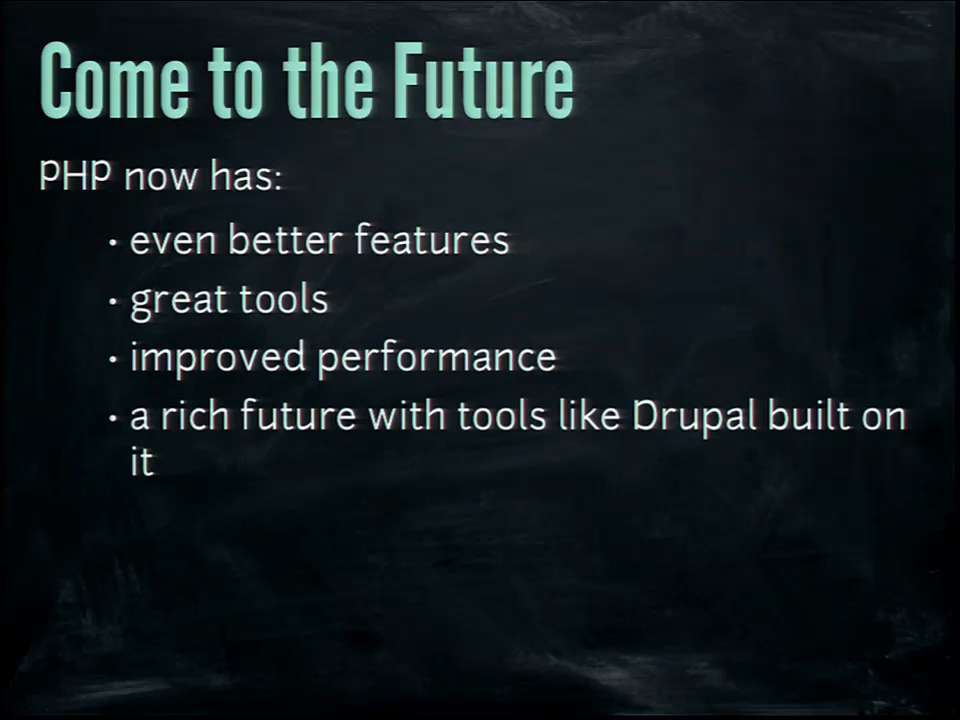 Come to the Future
PHP now has:
· even better features
· great tools
· improved performance
· a rich future with tools like Drupal built on
it